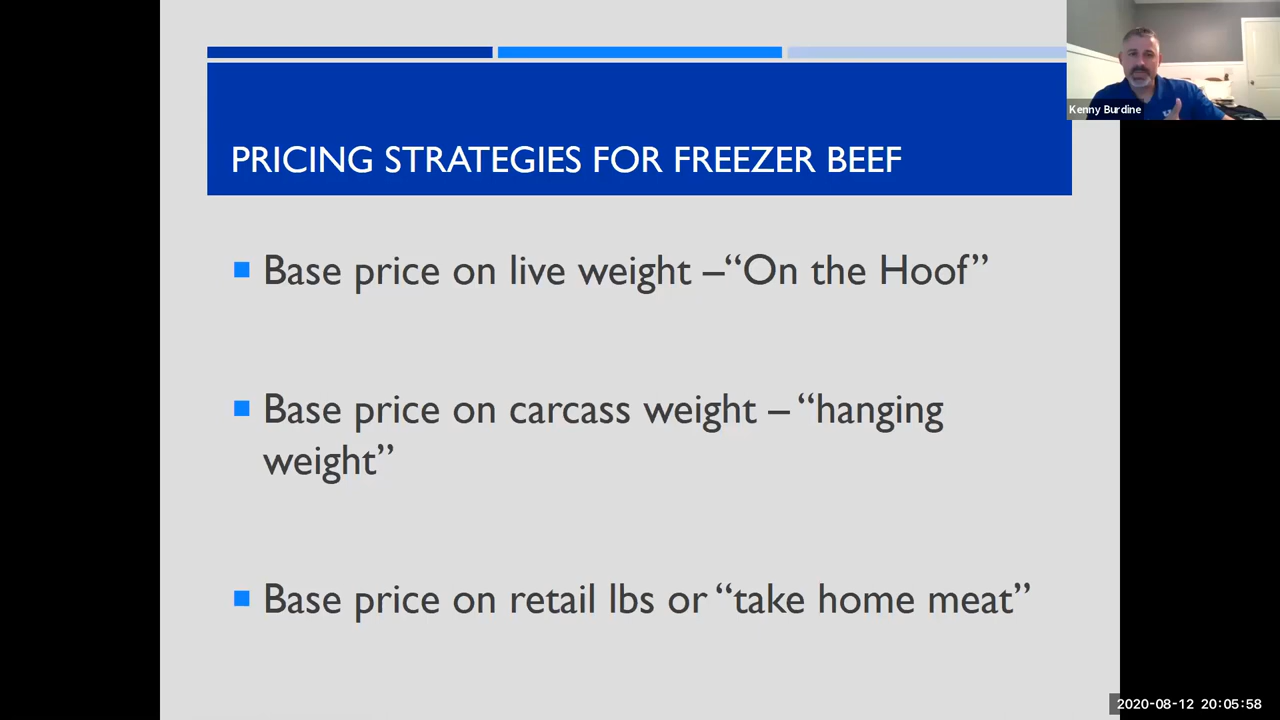 Kenny Burdine
PRICING STRATEGIES FOR FREEZER BEEF
Base price on live weight –“On the Hoof”
Base price on carcass weight – “hanging
weight”
Base price on retail lbs or “take home meat”
2020-08-12 20:05:58